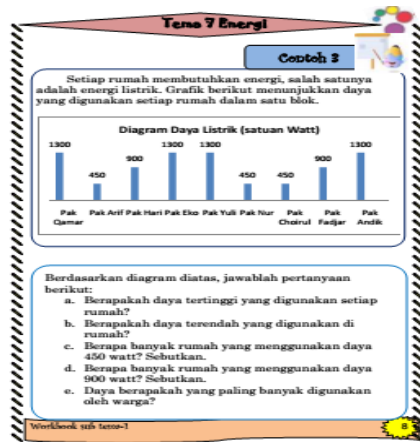 Tema 7 Energi
Contoh 3
Setiap rumah membutuhkan energi, salah satunya
adalah energi listrik. Grafik berikut menunjukkan daya
yang digunakan setiap rumah dalam satu blok.
Diagram Daya Listrik (satuan Watt)
1300 450 900 1300 1300 450 450 900 1300
Pak Qamar Pak Arif Pak Hari Pak Eko Pak Yuli Pak Nur Pak Choirul Pak Fadjar Pak Andik
Berdasarkan diagram diatas, jawablah pertanyaan
berikut:
a. Berapakah daya tertinggi yang digunakan setiap
rumah?
b. Berapakah daya terendah yang digunakan di
rumah?
c. Berapa banyak rumah yang menggunakan daya
450 watt? Sebutkan.
d. Berapa banyak rumah yang menggunakan daya
900 watt? Sebutkan.
e. Daya berapakah yang paling banyak digunakan
oleh warga?
Workbook sub tema-1
8